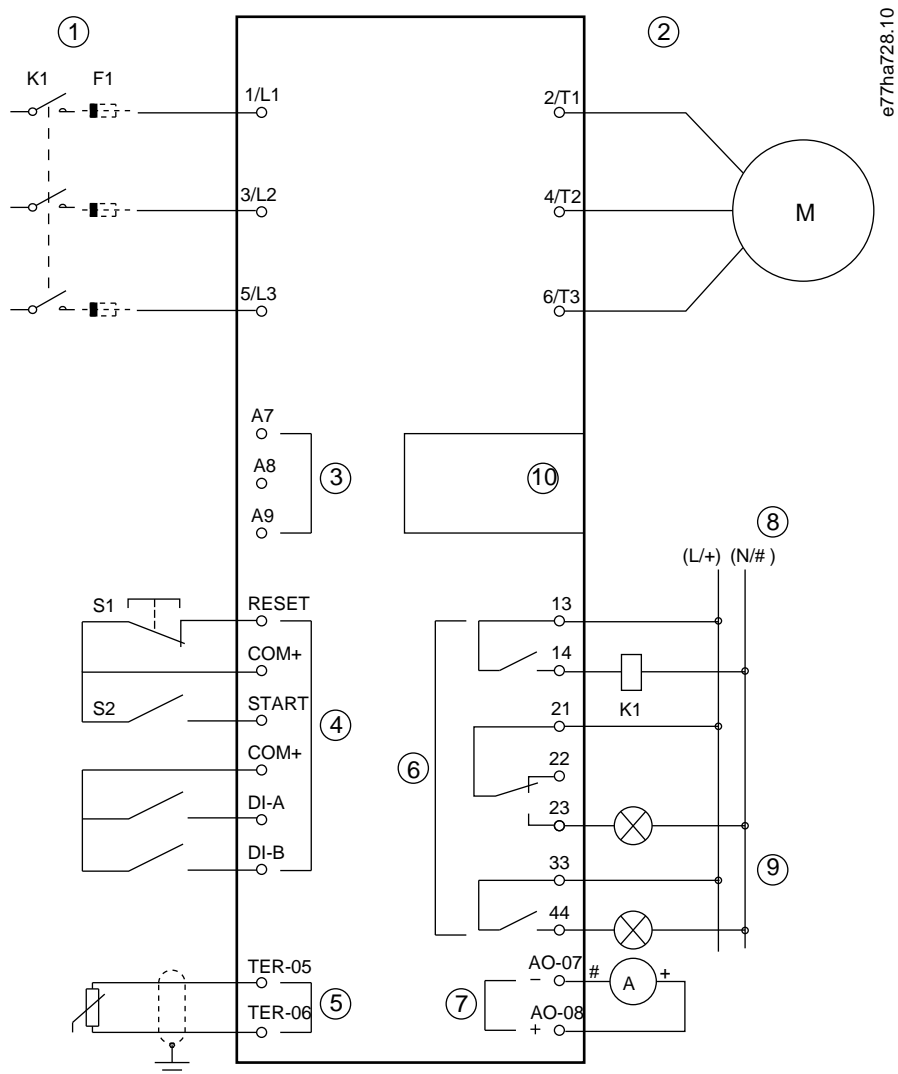 1
2
e77ha728.10
K1 F1
1/L1
2/T1
3/L2
4/T2
M
5/L3
6/T3
A7
A8
3
10
A9
8
(L/+) (N/# )
S1
RESET
13
COM+
14
S2
START
K1
4
21
COM+
6
22
DI-A
23
DI-B
33
9
44
TER-05
AO-07
# A +
−
5
7
TER-06
AO-08
+